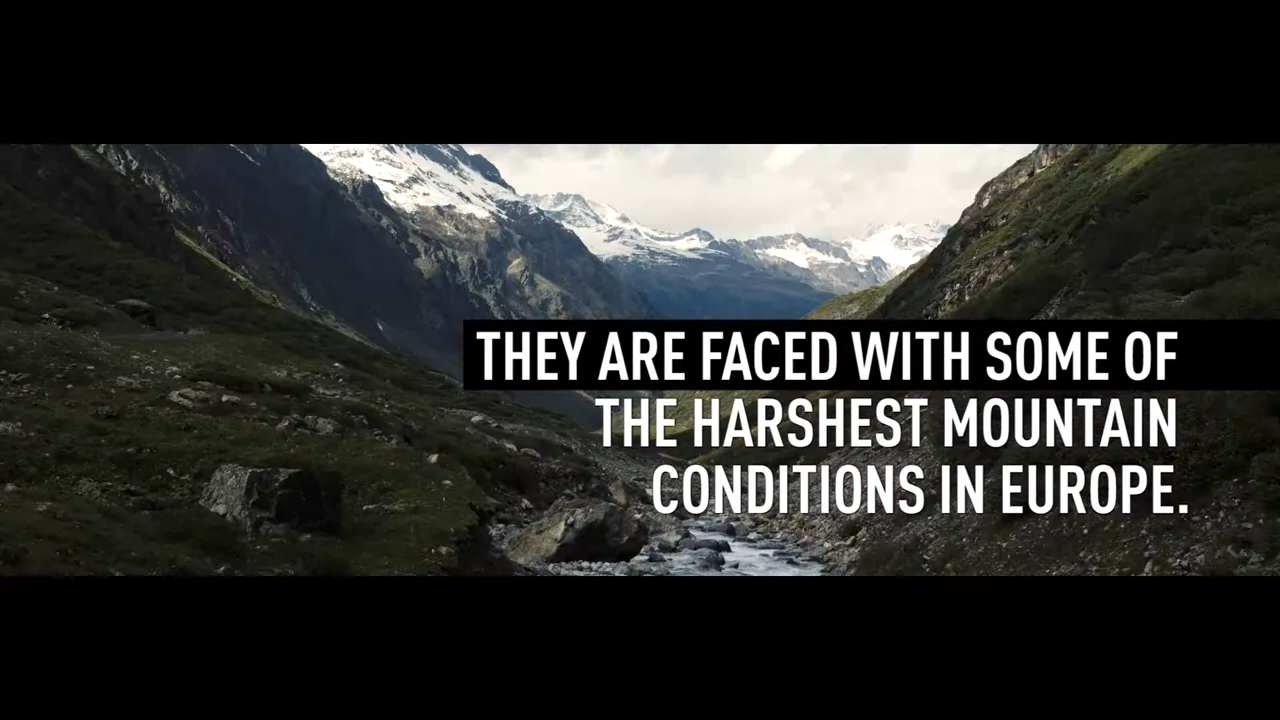 THEY ARE FACED WITH SOME OF
THE HARSHEST MOUNTAIN
CONDITIONS IN EUROPE.